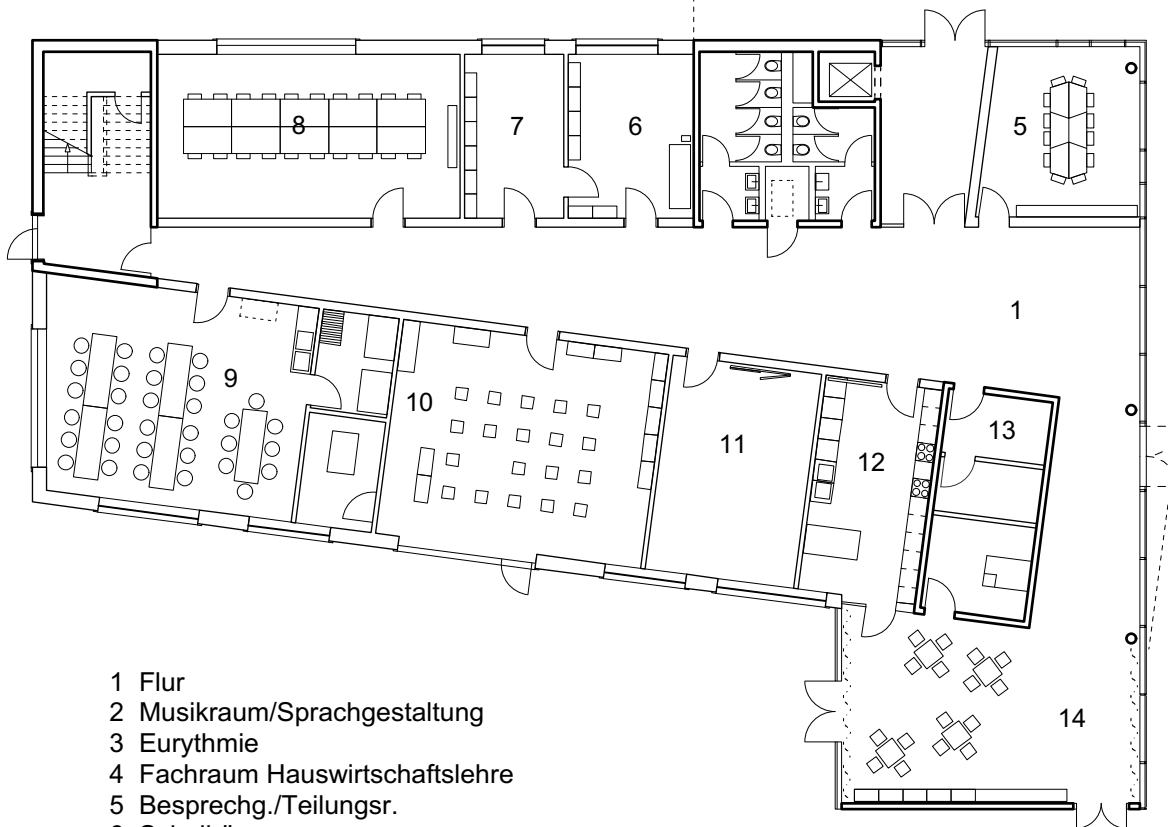 8
7
6
5
1
9
10
11
12
13
14
1 Flur
2 Musikraum/Sprachgestaltung
3 Eurythmie
4 Fachraum Hauswirtschaftslehre
5 Besprechg./Teilungsr.